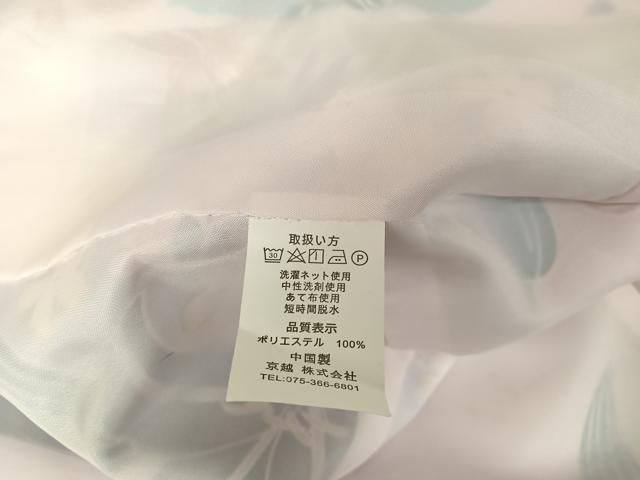 取扱い方
30 P
洗濯ネット使用
中性洗剤使用
あて布使用
短時間脱水
品質表示
ポリエステル 100%
中国製
京越 株式会社
TEL:075-366-6801